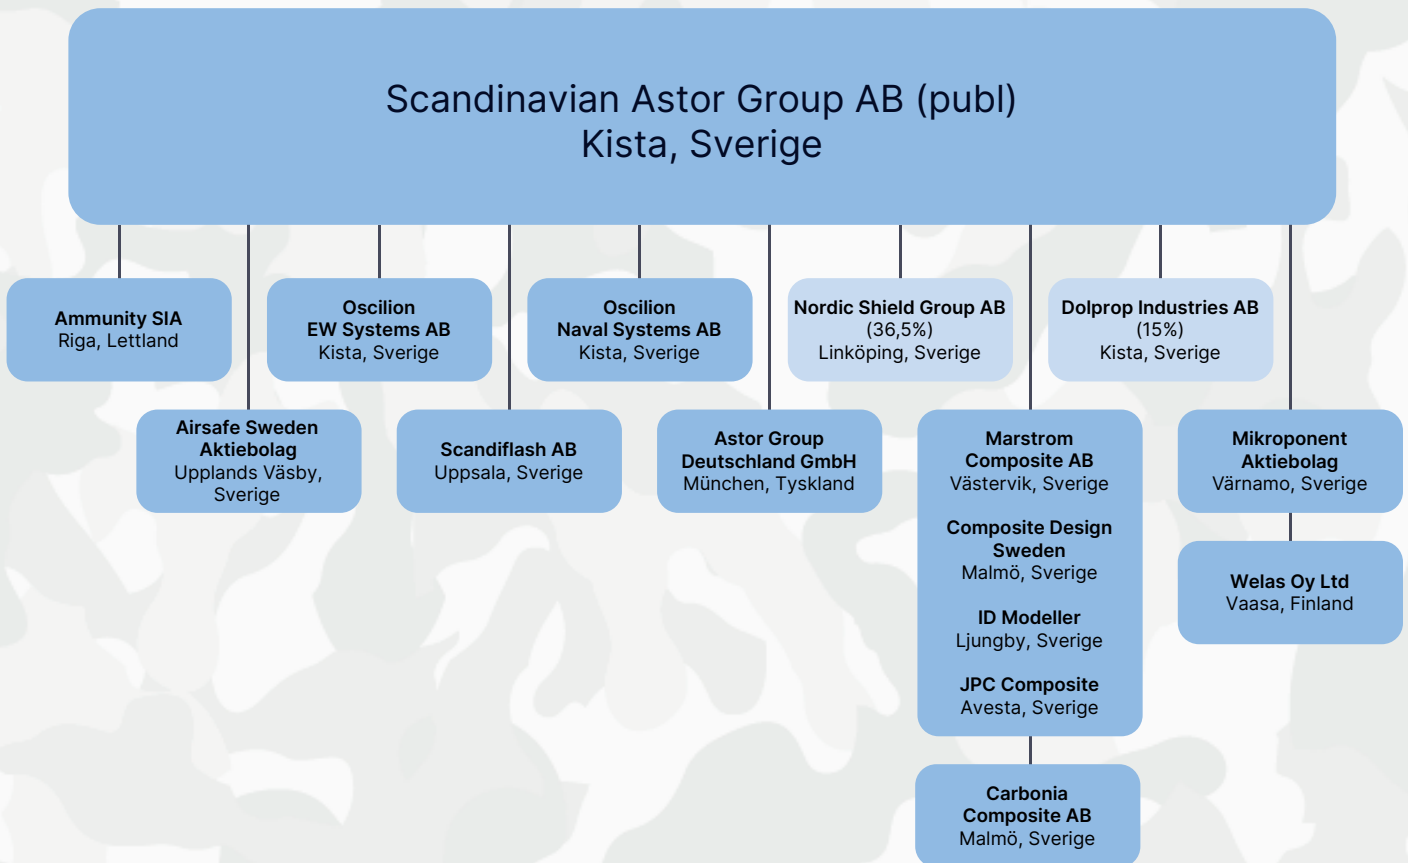 Scandinavian Astor Group AB (publ)
Kista, Sverige
Ammunity SIA
Riga, Lettland
Oscilion
EW Systems AB
Kista, Sverige
Oscilion
Naval Systems AB
Kista, Sverige
Nordic Shield Group AB
(36,5%)
Linköping, Sverige
Dolprop Industries AB
(15%)
Kista, Sverige
Airsafe Sweden
Aktiebolag
Upplands Väsby,
Sverige
Scandiflash AB
Uppsala, Sverige
Astor Group
Deutschland GmbH
München, Tyskland
Marstrom
Composite AB
Västervik, Sverige
Composite Design
Sweden
Malmö, Sverige
ID Modeller
Ljungby, Sverige
JPC Composite
Avesta, Sverige
Mikroponent
Aktiebolag
Värnamo, Sverige
Welas Oy Ltd
Vaasa, Finland
Carbonia
Composite AB
Malmö, Sverige